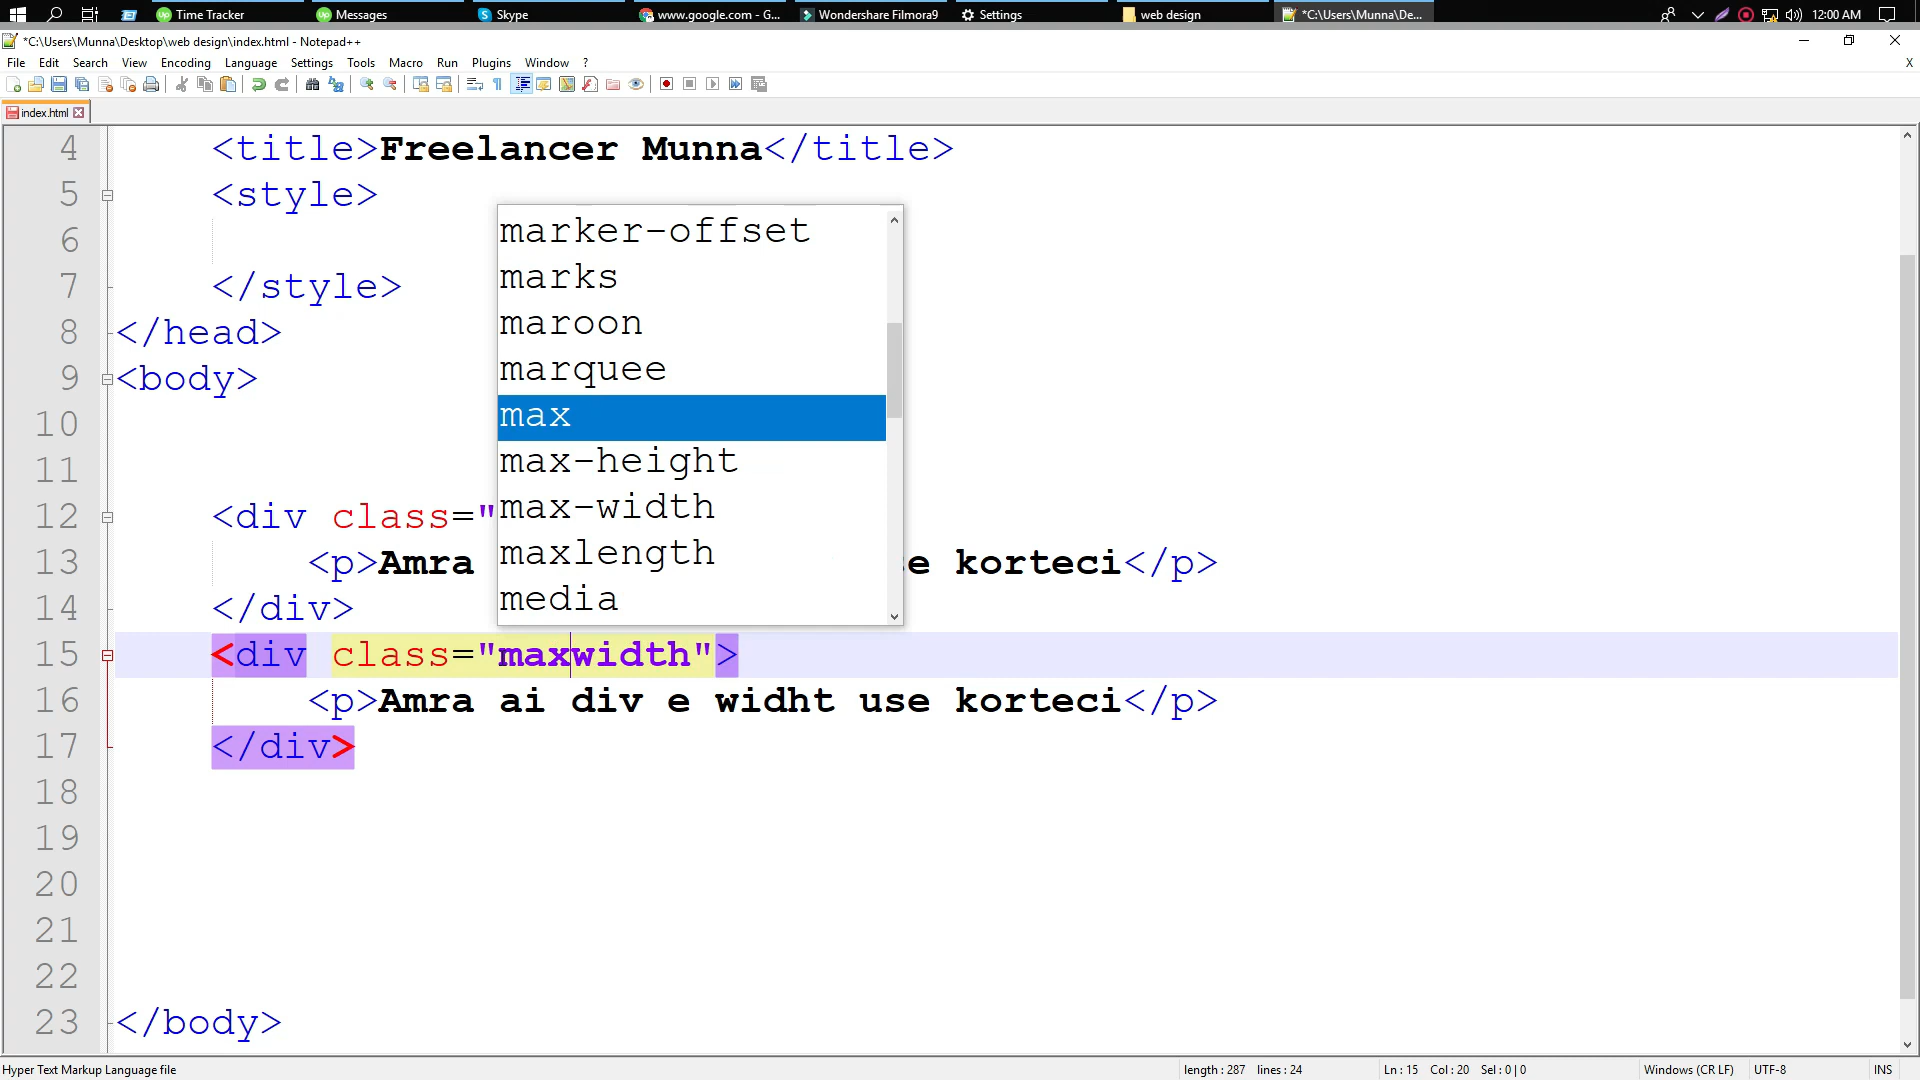 Time Tracker
Messages
Skype
www.google.com - G...
Wondershare Filmora9
Settings
web design
*C:\Users\Munna\De...
12:00 AM
*C:\Users\Munna\Desktop\web design\index.html - Notepad++
File Edit Search View Encoding Language Settings Tools Macro Run Plugins Window ?
X
index.html
4 <title>Freelancer Munna</title>
5 <style>
6
7 </style>
8 </head>
9 <body>
10
11
12 <div class="
13 <p>Amra e korteci</p>
14 </div>
15 <div class="maxwidth">
16 <p>Amra ai div e widht use korteci</p>
17 </div>
18
19
20
21
22
23 </body>
marker-offset
marks
maroon
marquee
max
max-height
max-width
maxlength
media
Hyper Text Markup Language file
length : 287 lines : 24
Ln : 15 Col : 20 Sel : 0 | 0
Windows (CR LF)
UTF-8
INS